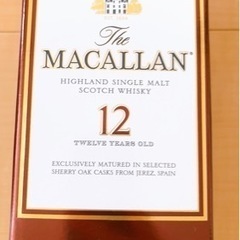 The
MACALLAN®
HIGHLAND SINGLE MALT
SCOTCH WHISKY
12
TWELVE YEARS OLD
EXCLUSIVELY MATURED IN SELECTED
SHERRY OAK CASKS FROM JEREZ, SPAIN